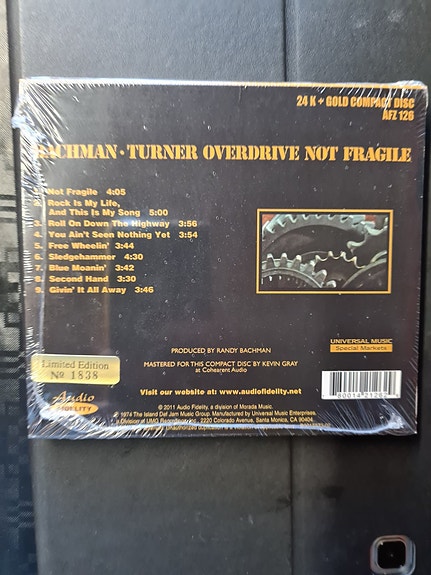 24 K + GOLD COMPACT DISC
AFZ 126
BACHMAN · TURNER OVERDRIVE NOT FRAGILE
1. Not Fragile 4:05
2. Rock Is My Life,
And This Is My Song 5:00
3. Roll On Down The Highway 3:56
4. You Ain't Seen Nothing Yet 3:54
5. Free Wheelin' 3:44
6. Sledgehammer 4:30
7. Blue Moanin' 3:42
8. Second Hand 3:30
9. Givin' It All Away 3:46
PRODUCED BY RANDY BACHMAN
MASTERED FOR THIS COMPACT DISC BY KEVIN GRAY
at Cohearent Audio
UNIVERSAL MUSIC
Special Markets
Limited Edition
Nº 1838
Audio
FIDELITY
Visit our website at: www.audiofidelity.net
© 2011 Audio Fidelity, a division of Morada Music.
℗ 1974 The Island Def Jam Music Group. Manufactured by Universal Music Enterprises,
a Division of UMG Recordings, Inc., 2220 Colorado Avenue, Santa Monica, CA 90404.